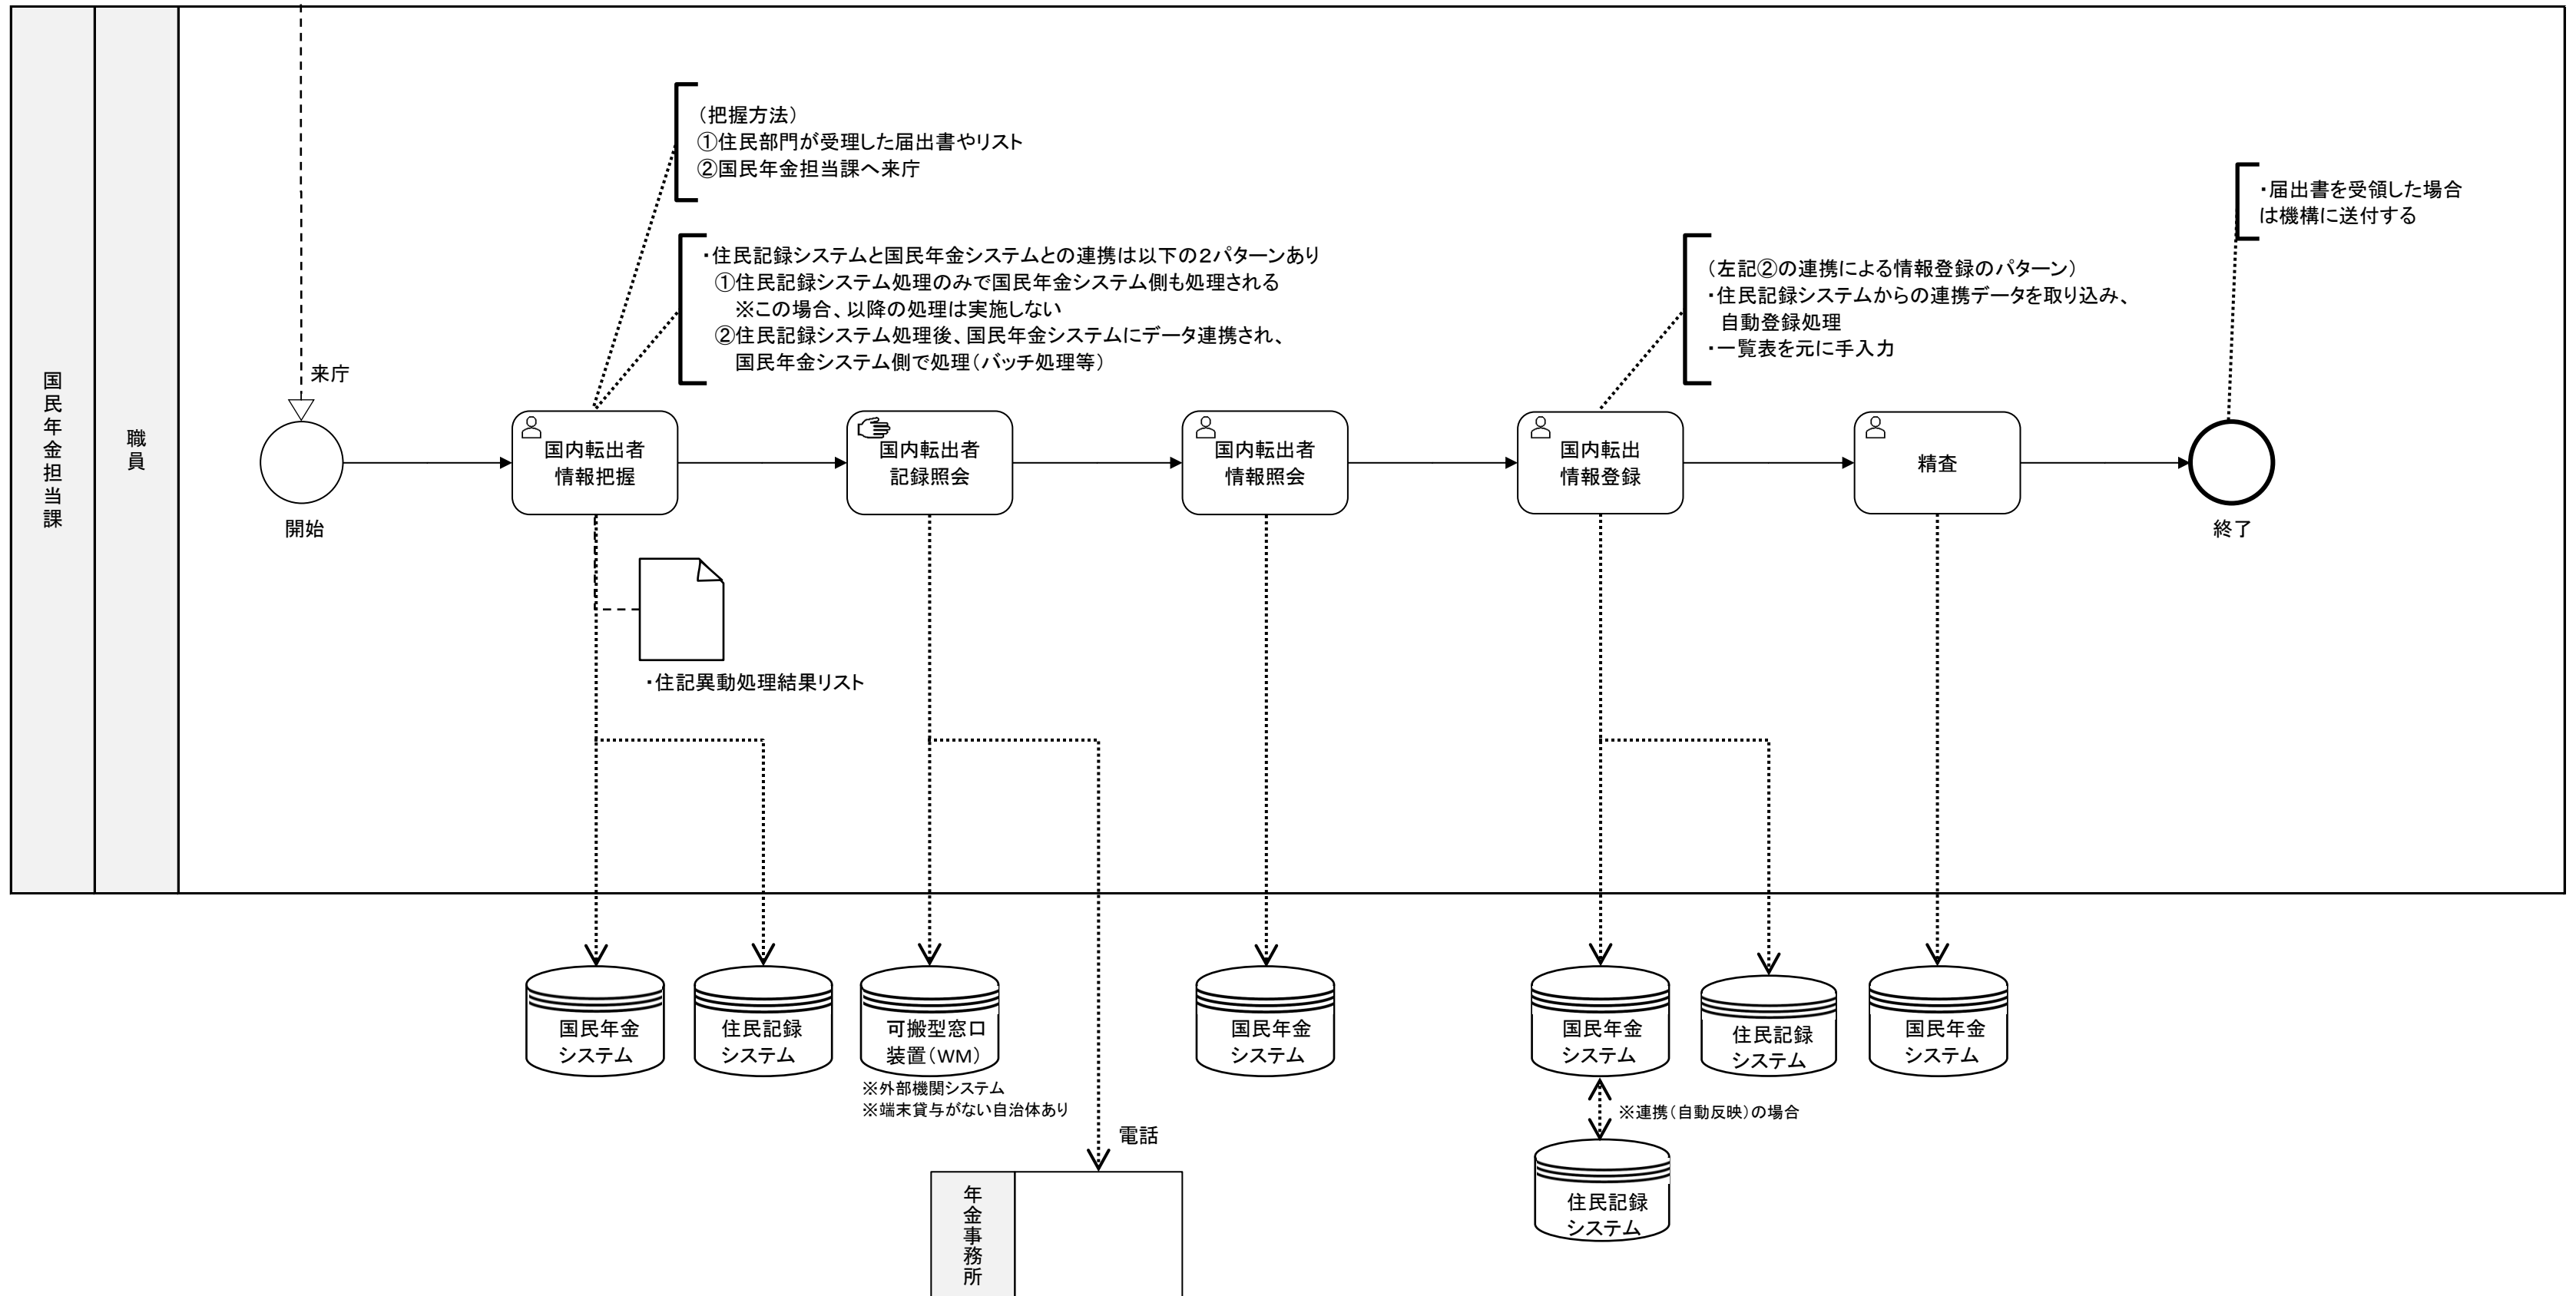 国民年金担当課
職員
来庁
開始
（把握方法）
①住民部門が受理した届出書やリスト
②国民年金担当課へ来庁
・住民記録システムと国民年金システムとの連携は以下の２パターンあり
①住民記録システム処理のみで国民年金システム側も処理される
※この場合、以降の処理は実施しない
②住民記録システム処理後、国民年金システムにデータ連携され、
国民年金システム側で処理（バッチ処理等）
（左記②の連携による情報登録のパターン）
・住民記録システムからの連携データを取り込み、
自動登録処理
・一覧表を元に手入力
・届出書を受領した場合
は機構に送付する
国内転出者
情報把握
国内転出者
記録照会
国内転出者
情報照会
国内転出
情報登録
精査
終了
・住記異動処理結果リスト
国民年金
システム
住民記録
システム
可搬型窓口
装置（WM）
※外部機関システム
※端末貸与がない自治体あり
国民年金
システム
国民年金
システム
住民記録
システム
国民年金
システム
※連携（自動反映）の場合
電話
年金事務所
住民記録
システム